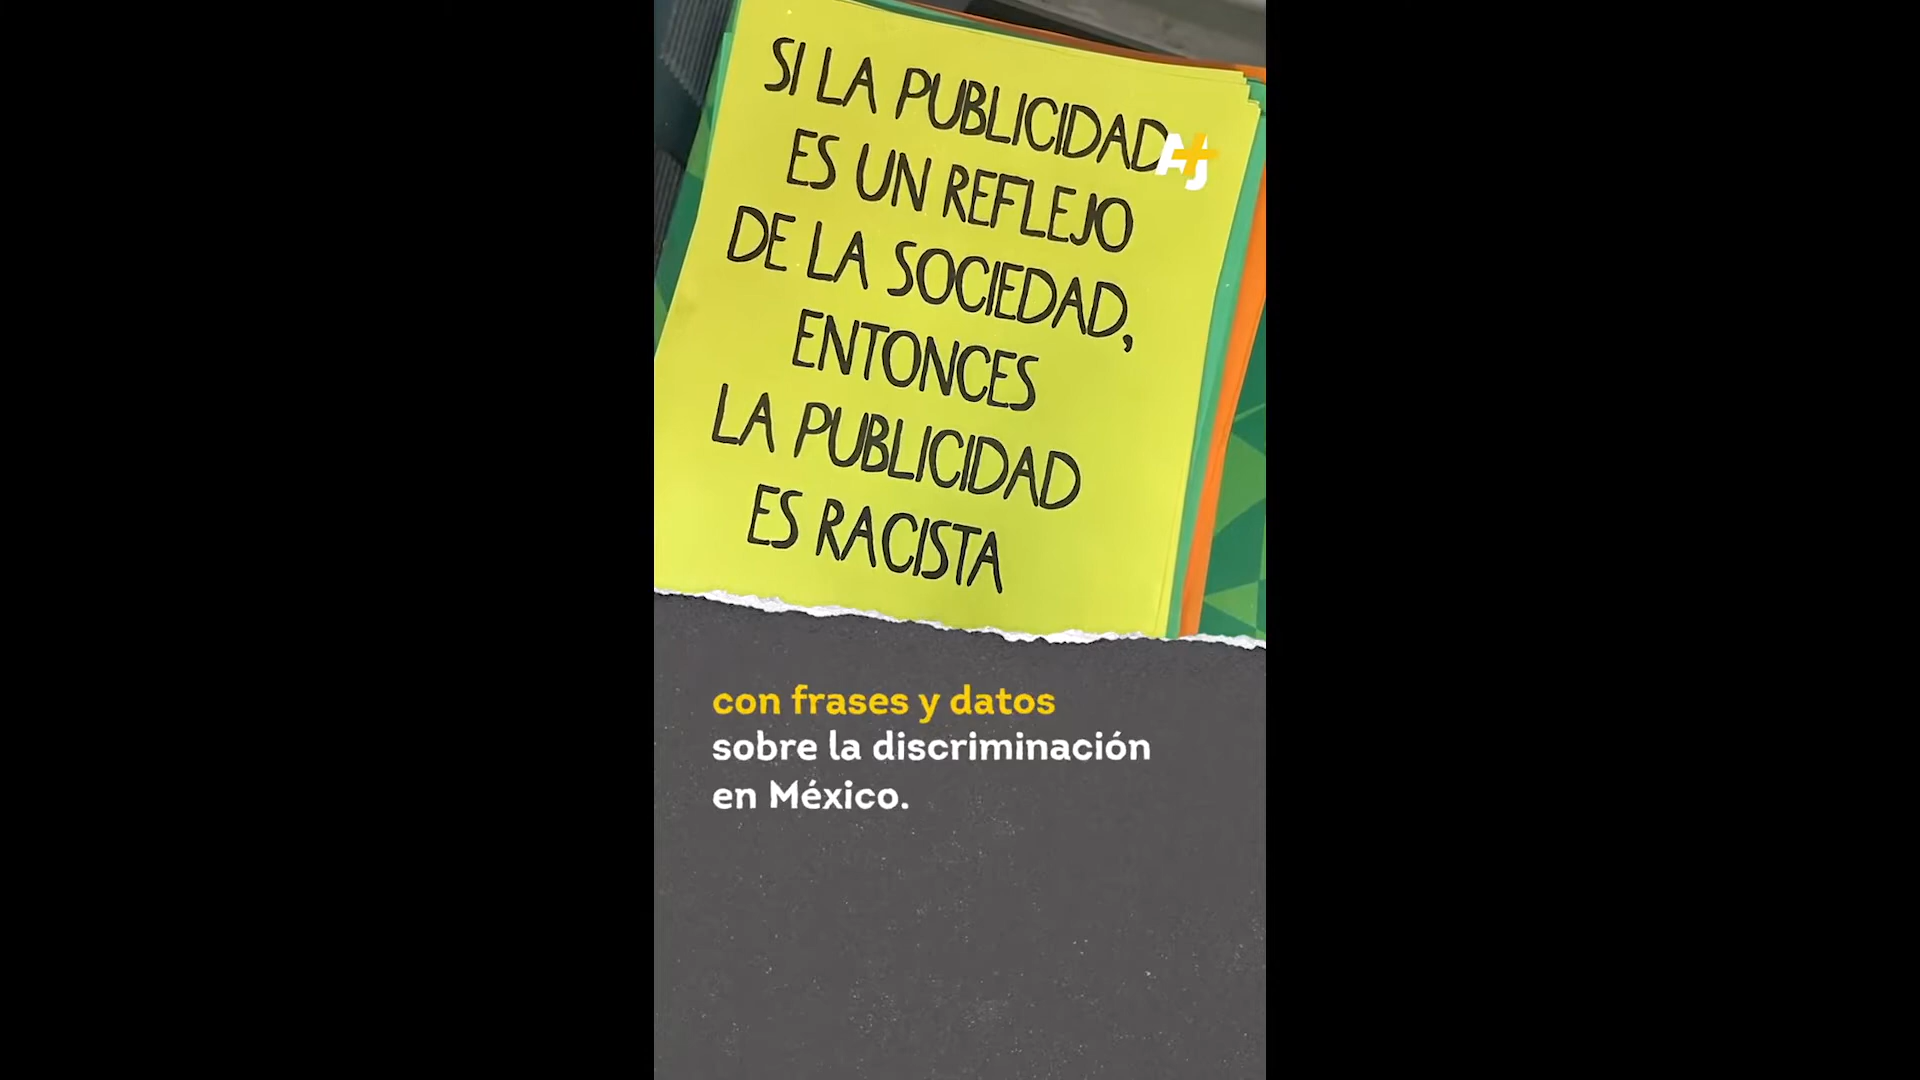 SI LA PUBLICIDAD
ES UN REFLEJO
DE LA SOCIEDAD,
ENTONCES
LA PUBLICIDAD
ES RACISTA
AJ+
con frases y datos
sobre la discriminación
en México.